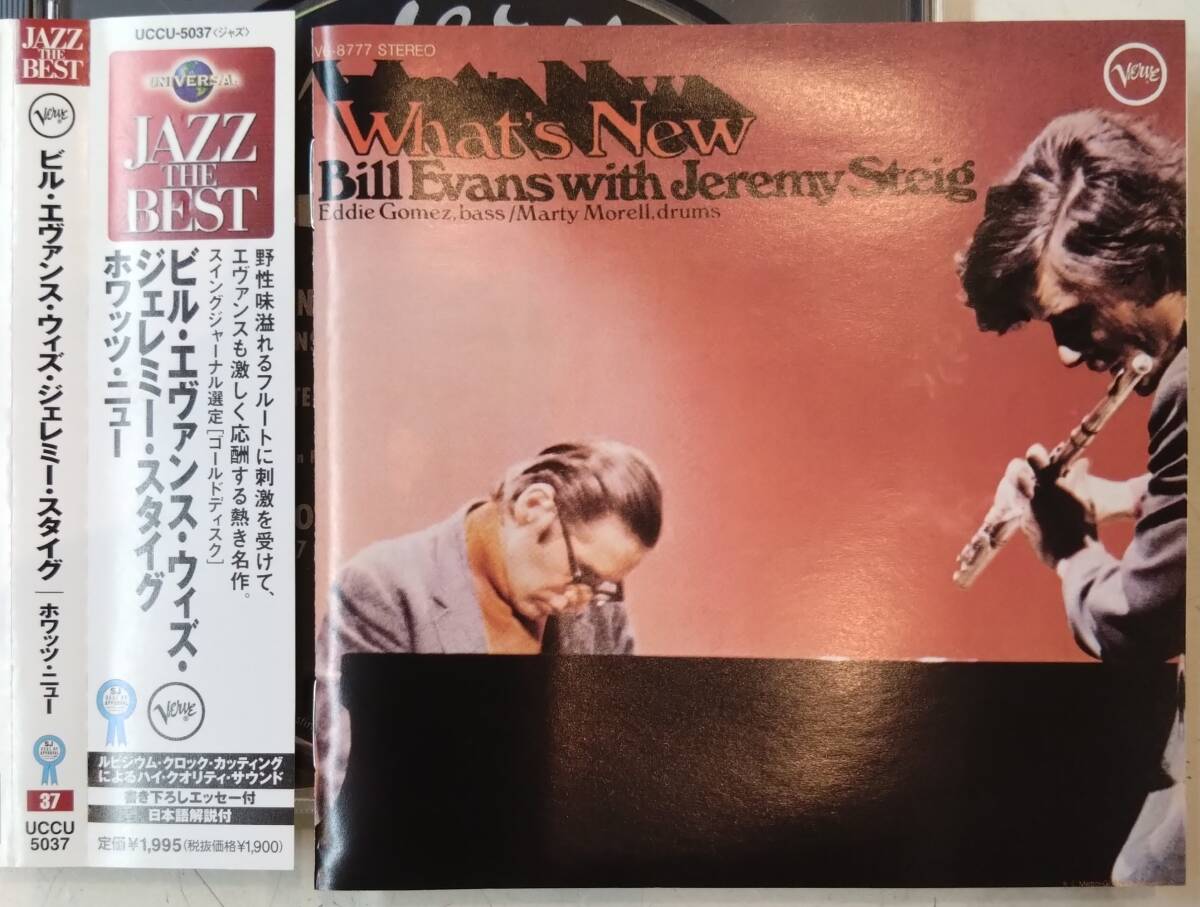 JAZZ
THE
BEST
Verve
ビル・エヴァンス・ウィズ・ジェレミー・スタイグ｜ホワッツ・ニュー
37
UCCU
5037
UCCU-5037〈ジャズ〉
UNIVERSAL
JAZZ
THE
BEST
野性味溢れるフルートに刺激を受けて、
エヴァンスも激しく応酬する熱き名作。
スイングジャーナル選定［ゴールドディスク］
ビル・エヴァンス・ウィズ・
ジェレミー・スタイグ
ホワッツ・ニュー
SJ
Verve
ルビジウム・クロック・カッティング
によるハイ・クオリティ・サウンド
書き下ろしエッセー付
日本語解説付
定価¥1,995(税抜価格¥1,900)
V6-8777 STEREO
Verve
What's New
Bill Evans with Jeremy Steig
Eddie Gomez, bass/Marty Morell, drums